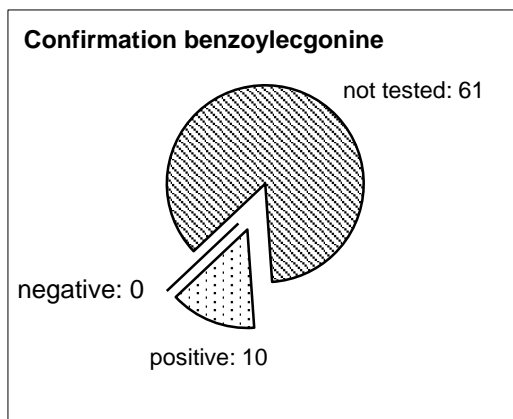 Confirmation benzoylecgonine
not tested: 61
negative: 0
positive: 10